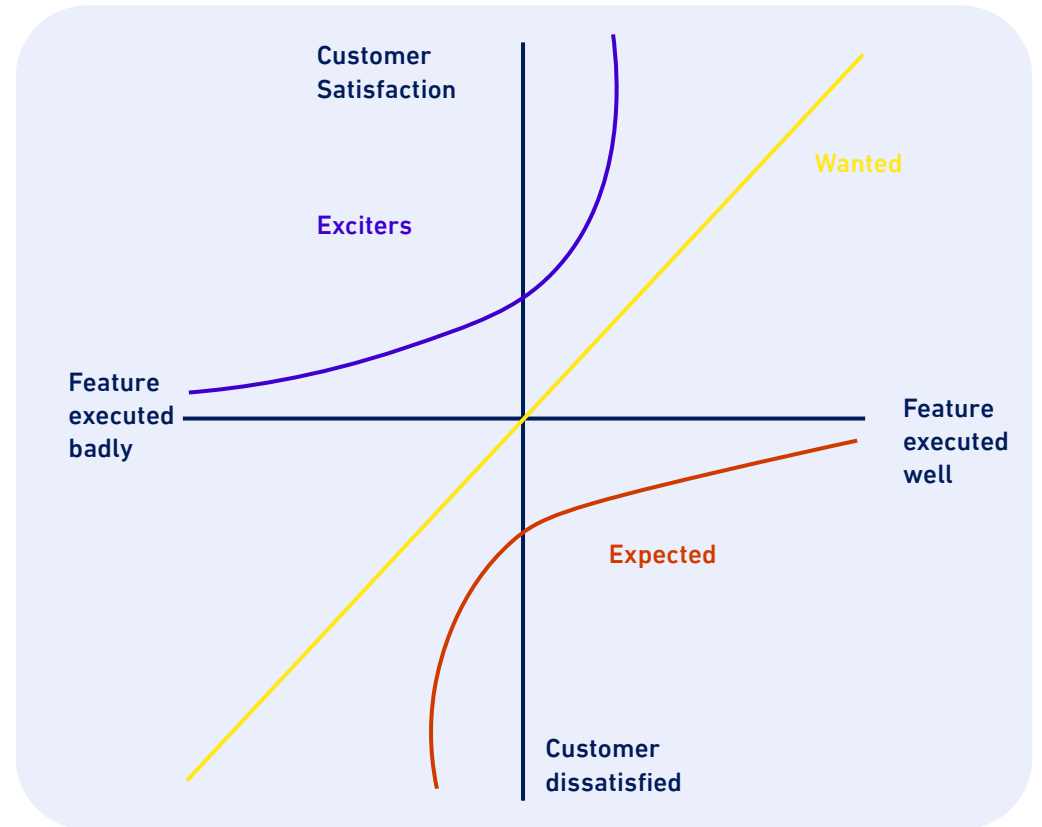 Customer
Satisfaction
Wanted
Exciters
Feature
executed
badly
Feature
executed
well
Expected
Customer
dissatisfied